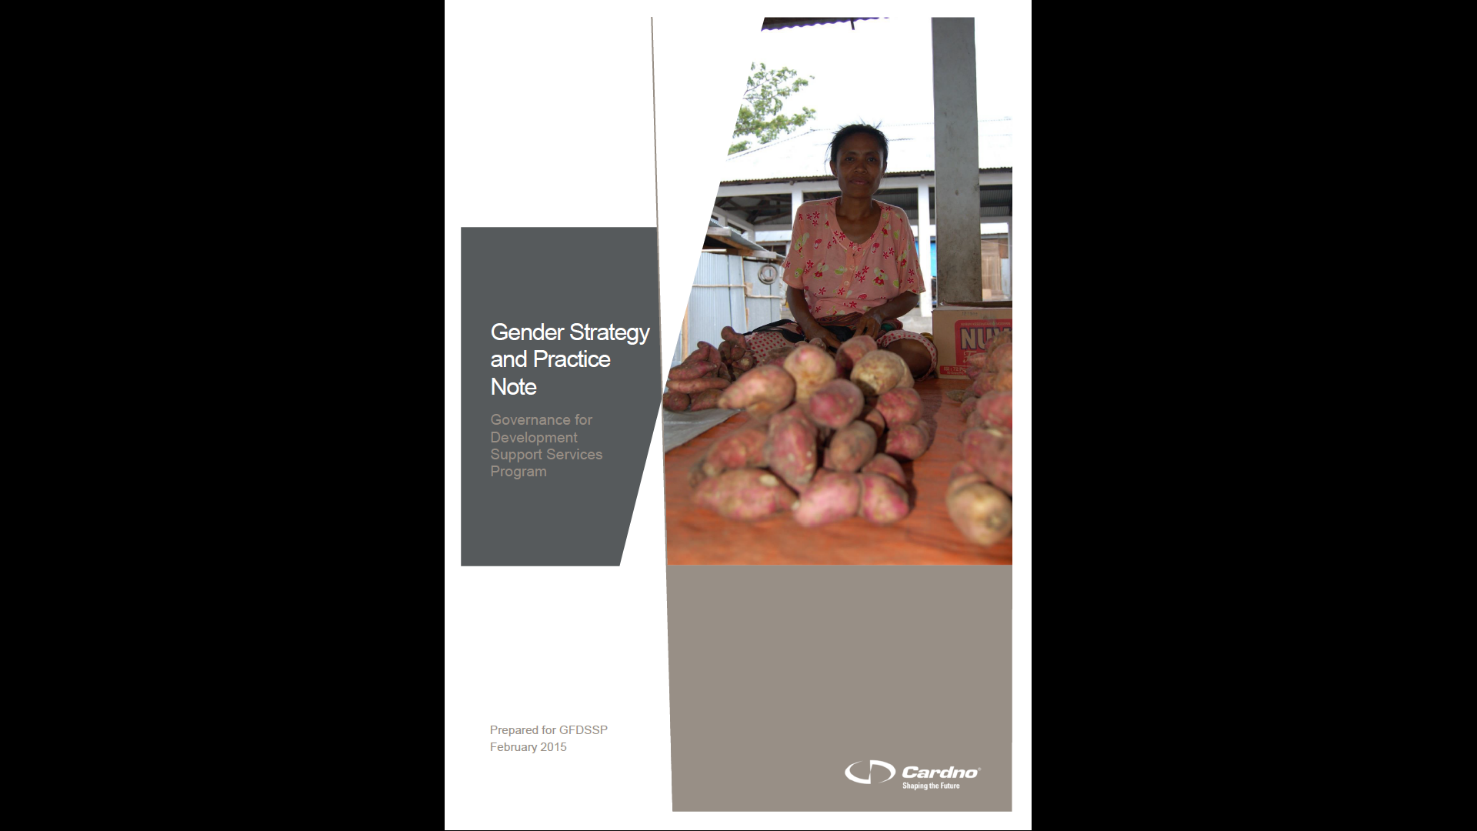 Gender Strategy
and Practice
Note
Governance for
Development
Support Services
Program
Prepared for GFDSSP
February 2015
Cardno
Shaping the Future